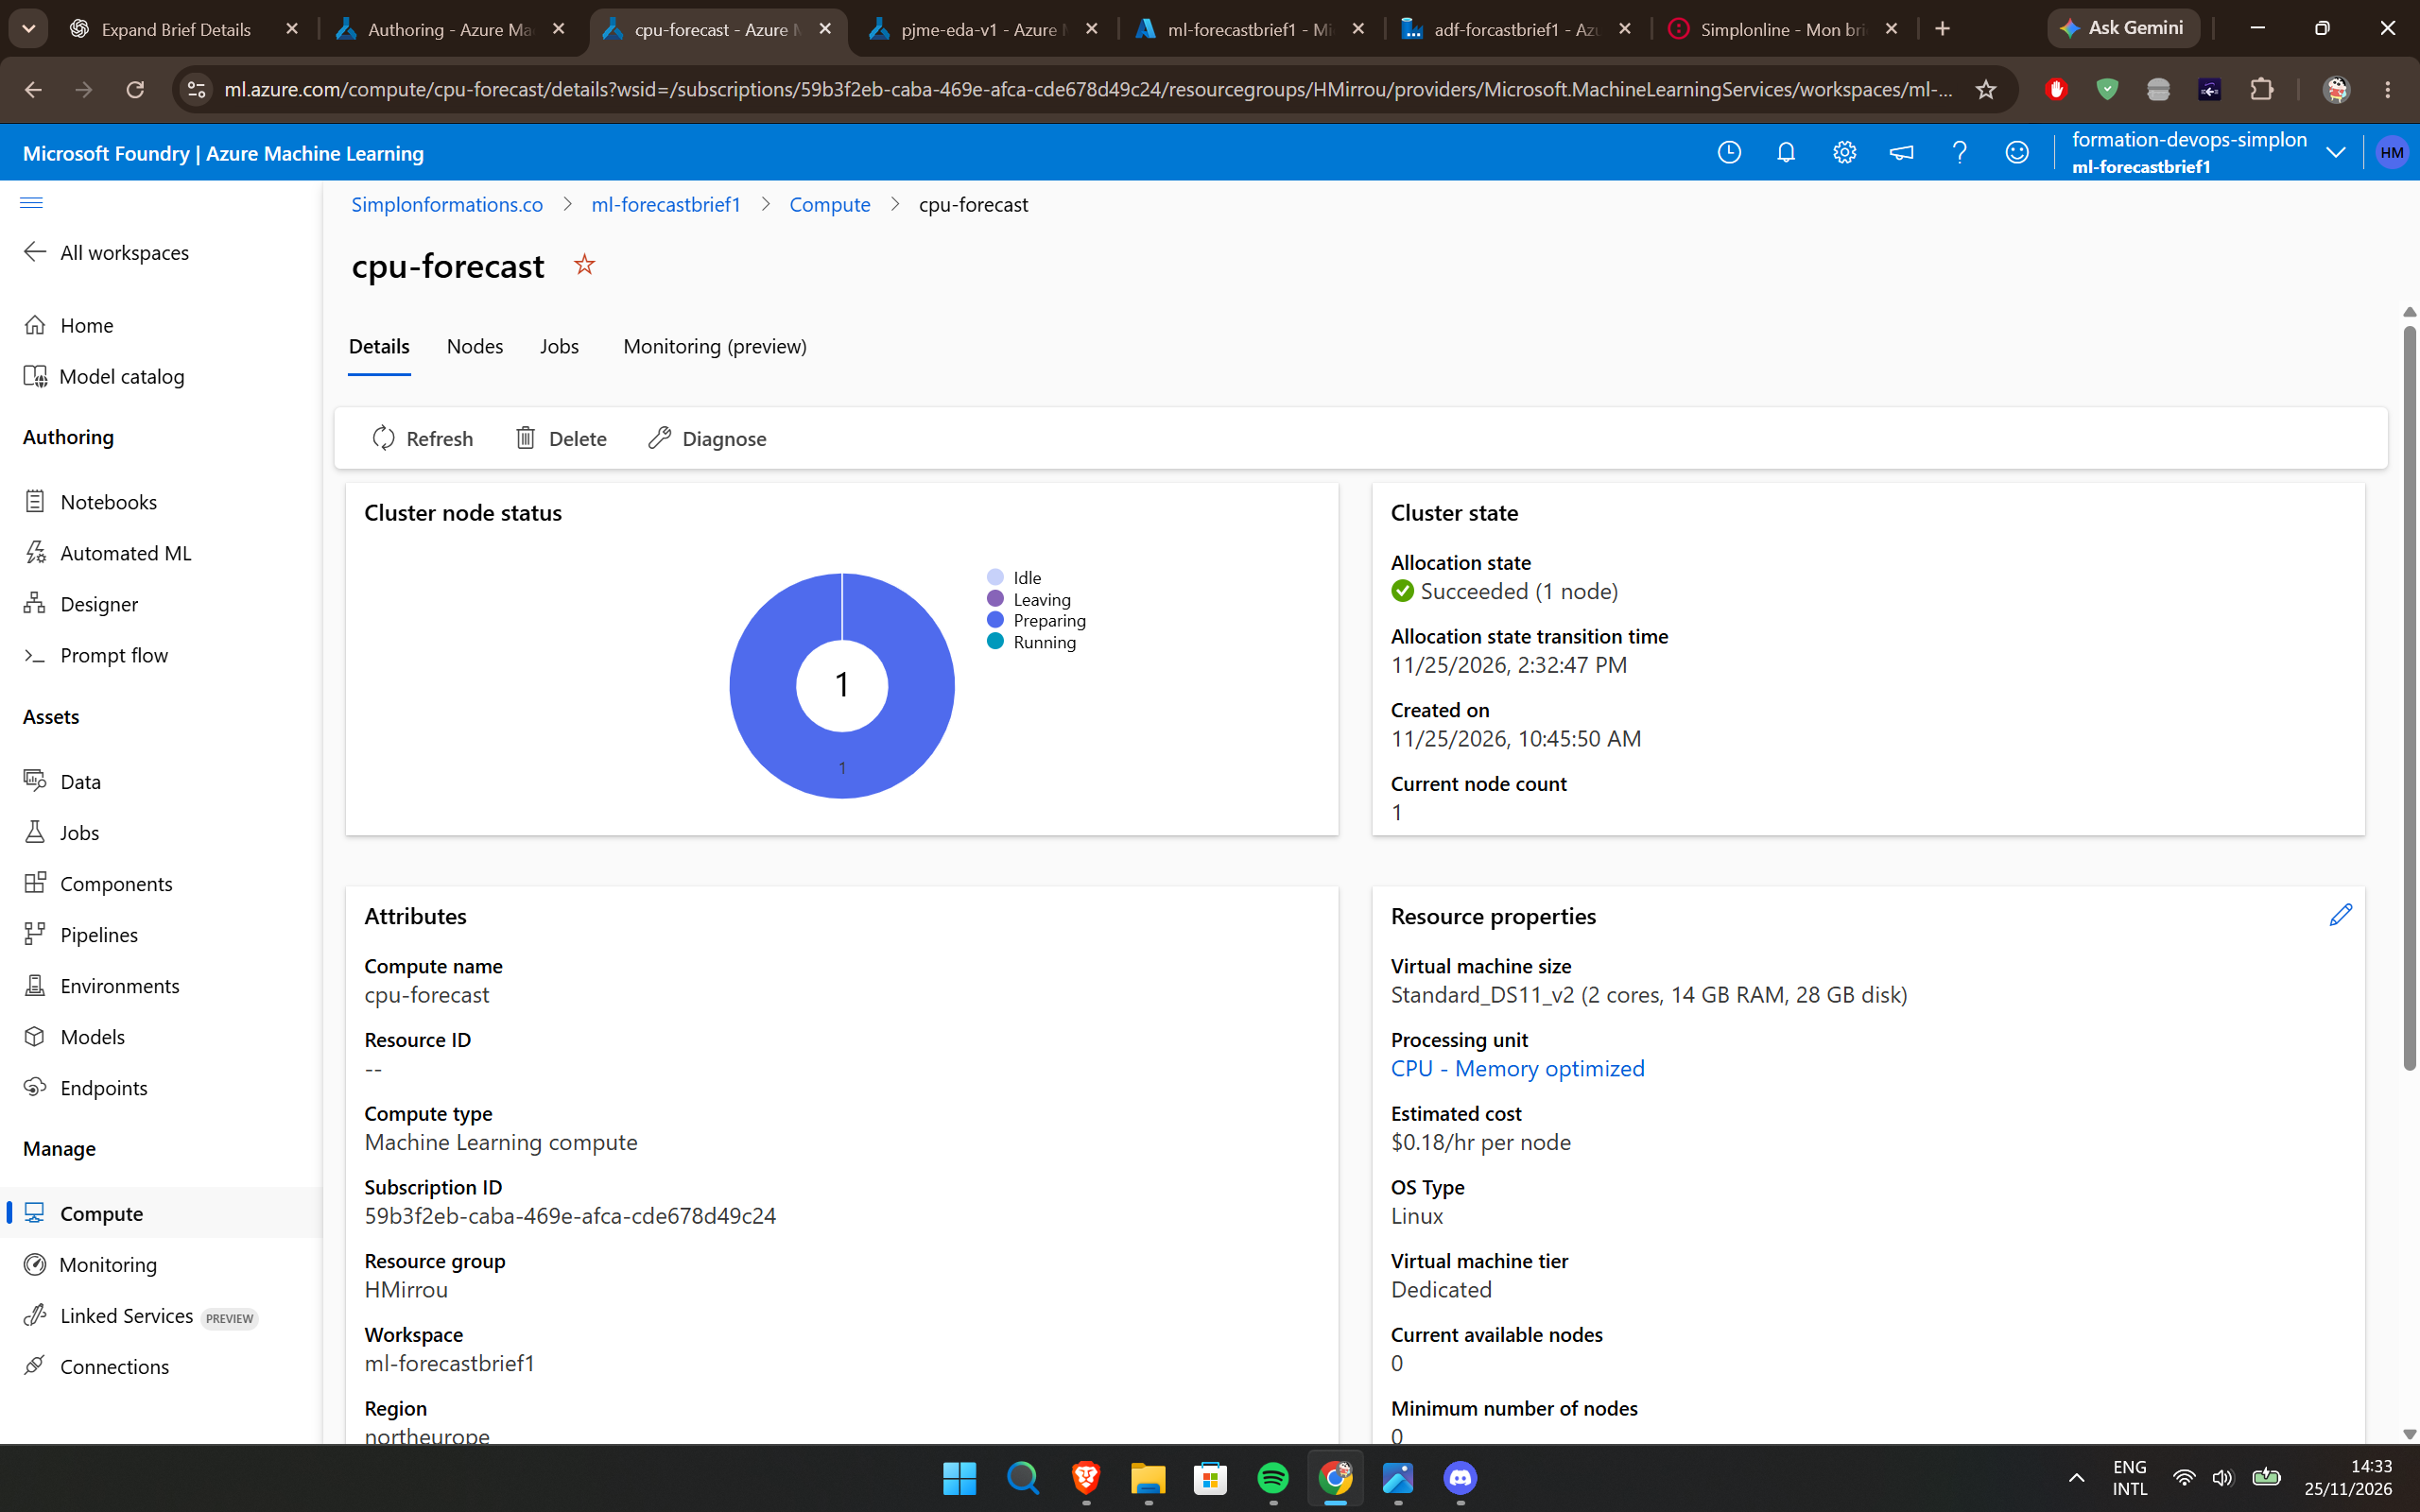 Expand Brief Details
Authoring - Azure Ma
cpu-forecast - Azure M
pjme-eda-v1 - Azure M
ml-forecastbrief1 - Mi
adf-forcastbrief1 - Azu
Simplonline - Mon bri
Ask Gemini
ml.azure.com/compute/cpu-forecast/details?wsid=/subscriptions/59b3f2eb-caba-469e-afca-cde678d49c24/resourcegroups/HMirrou/providers/Microsoft.MachineLearningServices/workspaces/ml-...
Microsoft Foundry | Azure Machine Learning
formation-devops-simplon
ml-forecastbrief1
HM
Simplonformations.co > ml-forecastbrief1 > Compute > cpu-forecast
All workspaces
Home
Model catalog
Authoring
Notebooks
Automated ML
Designer
Prompt flow
Assets
Data
Jobs
Components
Pipelines
Environments
Models
Endpoints
Manage
Compute
Monitoring
Linked Services PREVIEW
Connections
cpu-forecast
Details Nodes Jobs Monitoring (preview)
Refresh Delete Diagnose
Cluster node status
1
1
Idle
Leaving
Preparing
Running
Cluster state
Allocation state
Succeeded (1 node)
Allocation state transition time
11/25/2026, 2:32:47 PM
Created on
11/25/2026, 10:45:50 AM
Current node count
1
Attributes
Compute name
cpu-forecast
Resource ID
--
Compute type
Machine Learning compute
Subscription ID
59b3f2eb-caba-469e-afca-cde678d49c24
Resource group
HMirrou
Workspace
ml-forecastbrief1
Region
northeurope
Resource properties
Virtual machine size
Standard_DS11_v2 (2 cores, 14 GB RAM, 28 GB disk)
Processing unit
CPU - Memory optimized
Estimated cost
$0.18/hr per node
OS Type
Linux
Virtual machine tier
Dedicated
Current available nodes
0
Minimum number of nodes
0
ENG
INTL
14:33
25/11/2026